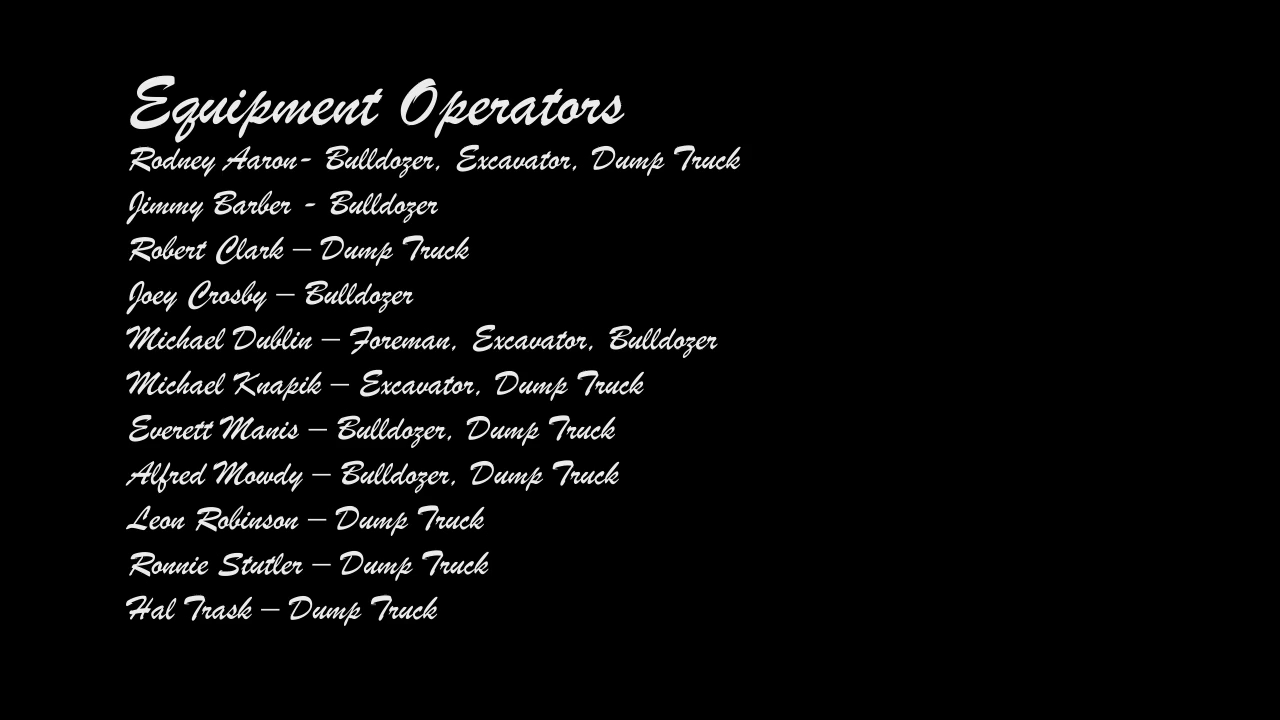 Equipment Operators
Rodney Aaron- Bulldozer, Excavator, Dump Truck
Jimmy Barber - Bulldozer
Robert Clark – Dump Truck
Joey Crosby – Bulldozer
Michael Dublin – Foreman, Excavator, Bulldozer
Michael Knapik – Excavator, Dump Truck
Everett Manis – Bulldozer, Dump Truck
Alfred Mowdy – Bulldozer, Dump Truck
Leon Robinson – Dump Truck
Ronnie Stutler – Dump Truck
Hal Trask – Dump Truck